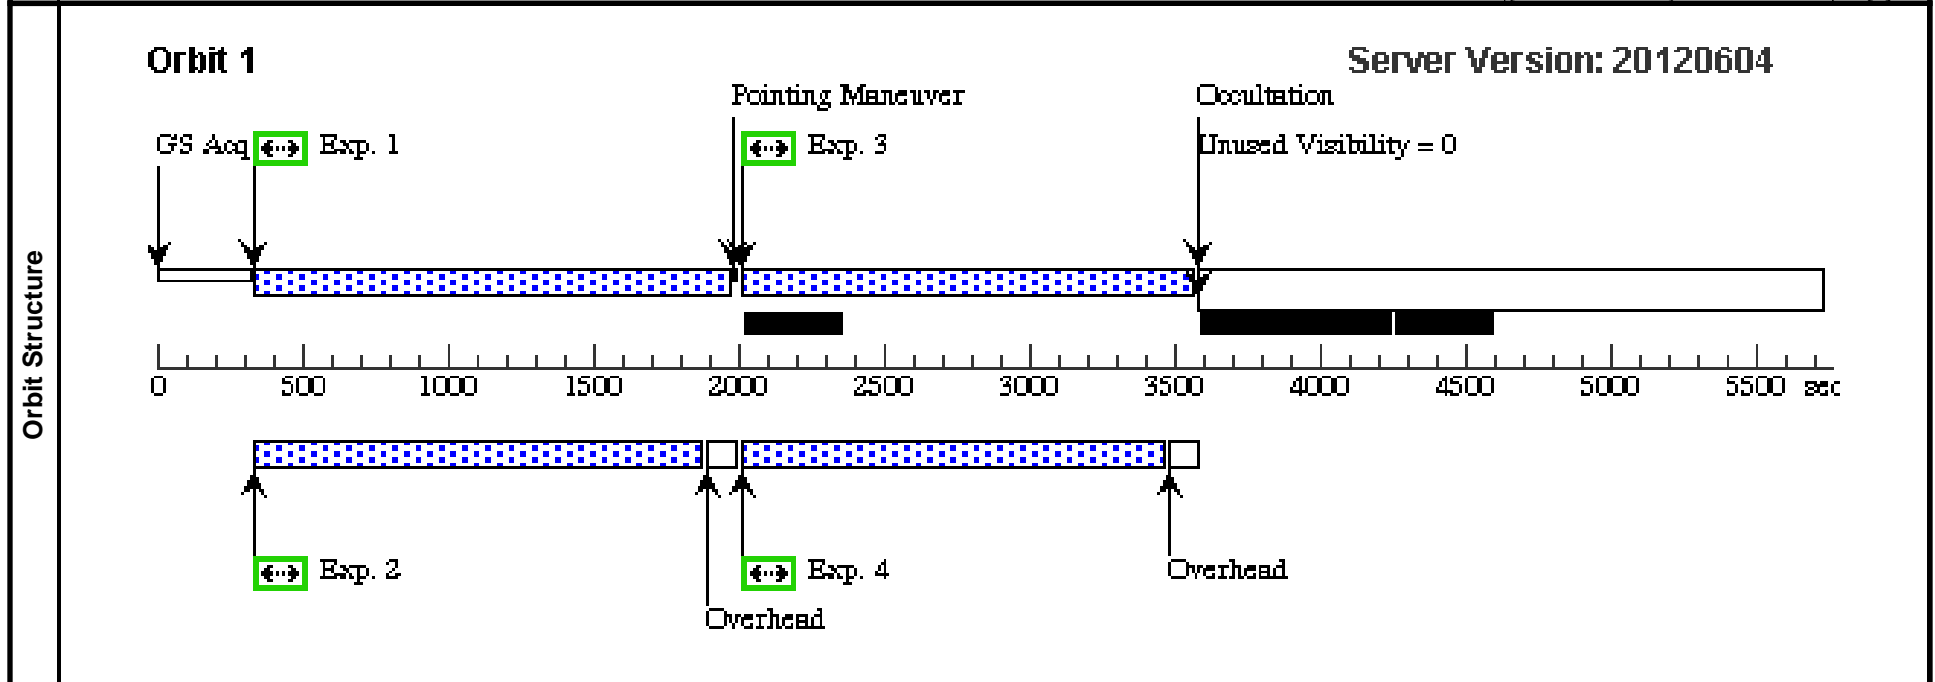 Orbit Structure
Orbit 1
Server Version: 20120604
Pointing Maneuver
Occultation
GS Acq
Exp. 1
Exp. 3
Unused Visibility = 0
0 500 1000 1500 2000 2500 3000 3500 4000 4500 5000 5500 sec
Exp. 2
Exp. 4
Overhead
Overhead